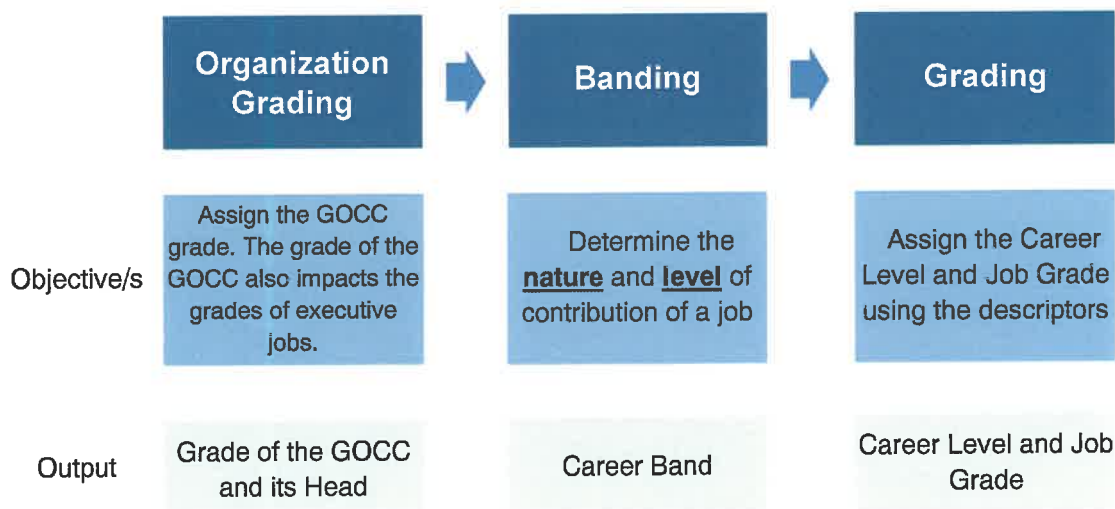 Organization
Grading
Banding
Grading
Objective/s
Assign the GOCC
grade. The grade of the
GOCC also impacts the
grades of executive
jobs.
Determine the
nature and level of
contribution of a job
Assign the Career
Level and Job Grade
using the descriptors
Output
Grade of the GOCC
and its Head
Career Band
Career Level and Job
Grade